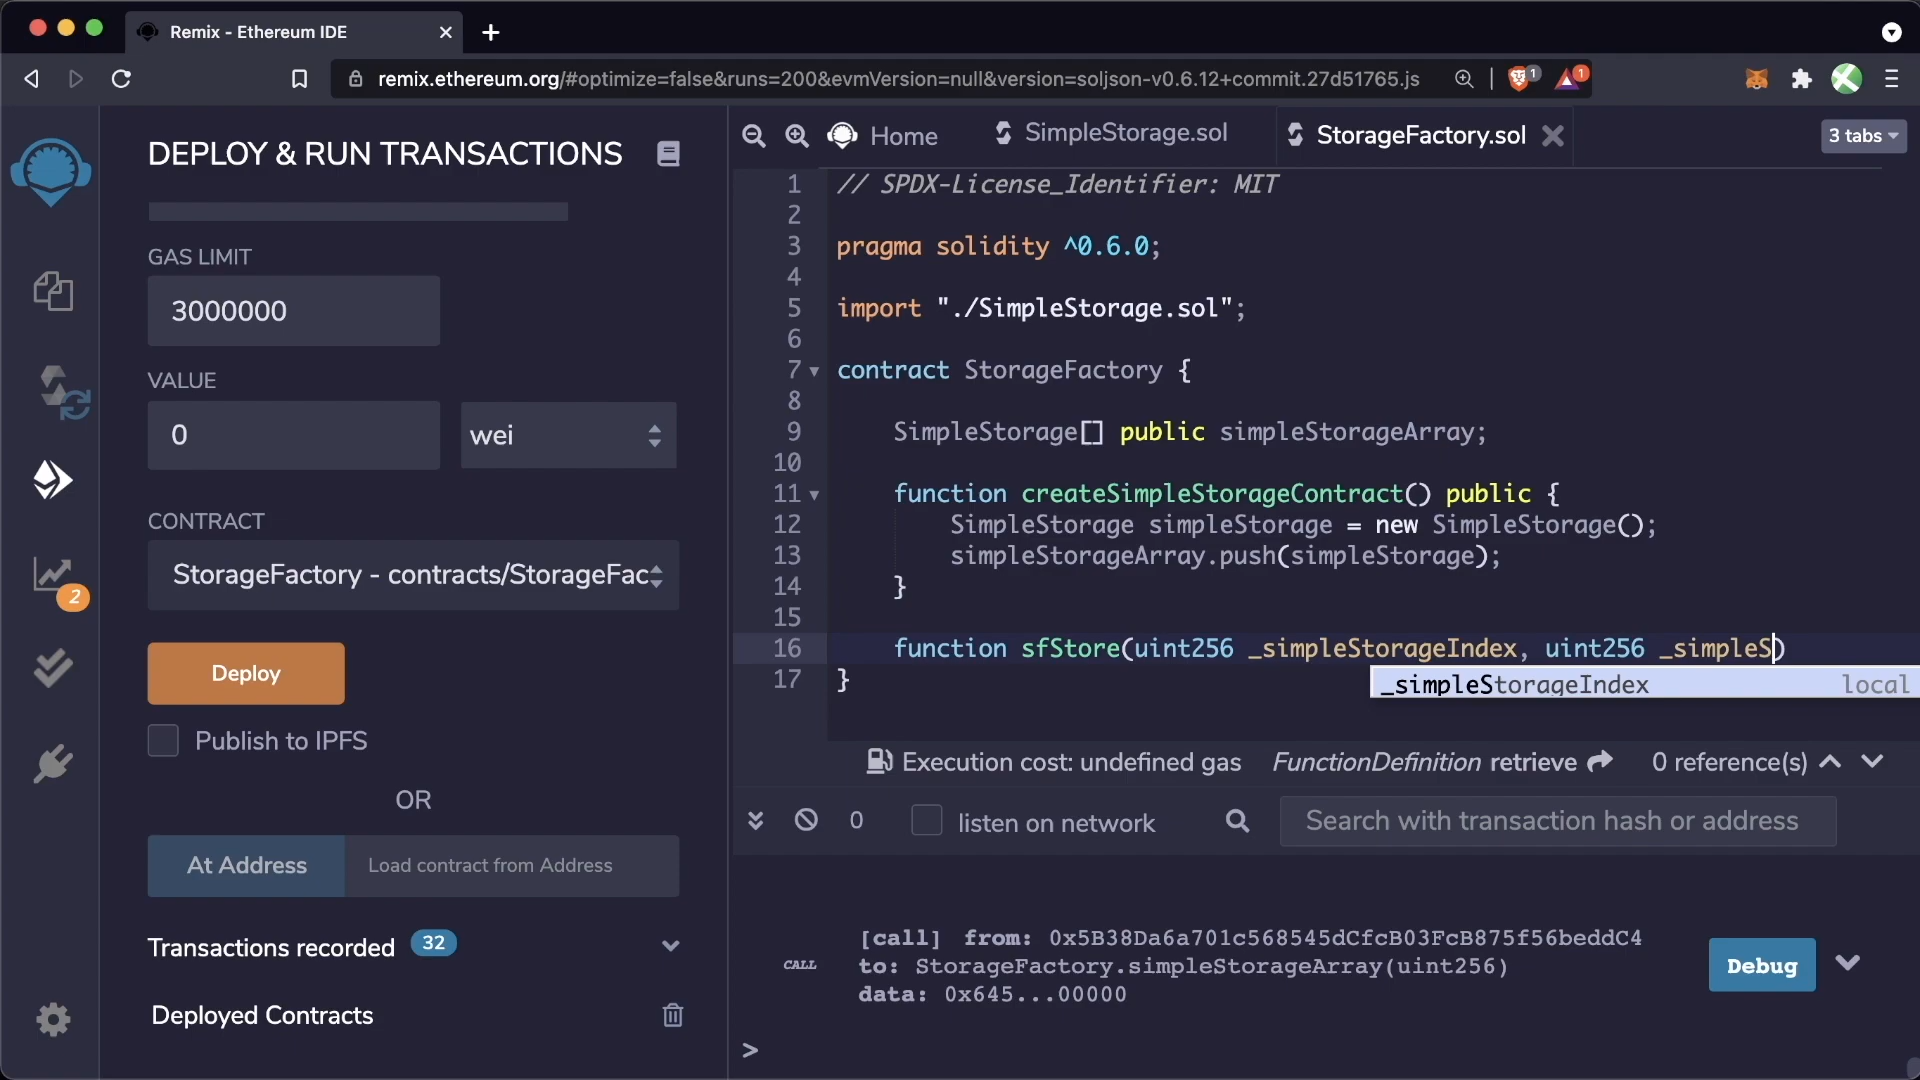 Remix - Ethereum IDE
remix.ethereum.org/#optimize=false&runs=200&evmVersion=null&version=soljson-v0.6.12+commit.27d51765.js
1
1
DEPLOY & RUN TRANSACTIONS
GAS LIMIT
3000000
VALUE
0
wei
CONTRACT
StorageFactory - contracts/StorageFac
Deploy
Publish to IPFS
OR
At Address
Load contract from Address
Transactions recorded 32
Deployed Contracts
2
Home
SimpleStorage.sol
StorageFactory.sol
3 tabs
1 // SPDX-License_Identifier: MIT
2
3 pragma solidity ^0.6.0;
4
5 import "./SimpleStorage.sol";
6
7 contract StorageFactory {
8
9 SimpleStorage[] public simpleStorageArray;
10
11 function createSimpleStorageContract() public {
12 SimpleStorage simpleStorage = new SimpleStorage();
13 simpleStorageArray.push(simpleStorage);
14 }
15
16 function sfStore(uint256 _simpleStorageIndex, uint256 _simpleS)
17 }
_simpleStorageIndex local
Execution cost: undefined gas FunctionDefinition retrieve 0 reference(s)
0 listen on network Search with transaction hash or address
CALL
[call] from: 0x5B38Da6a701c568545dCfcB03FcB875f56beddC4
to: StorageFactory.simpleStorageArray(uint256)
data: 0x645...00000
Debug
>